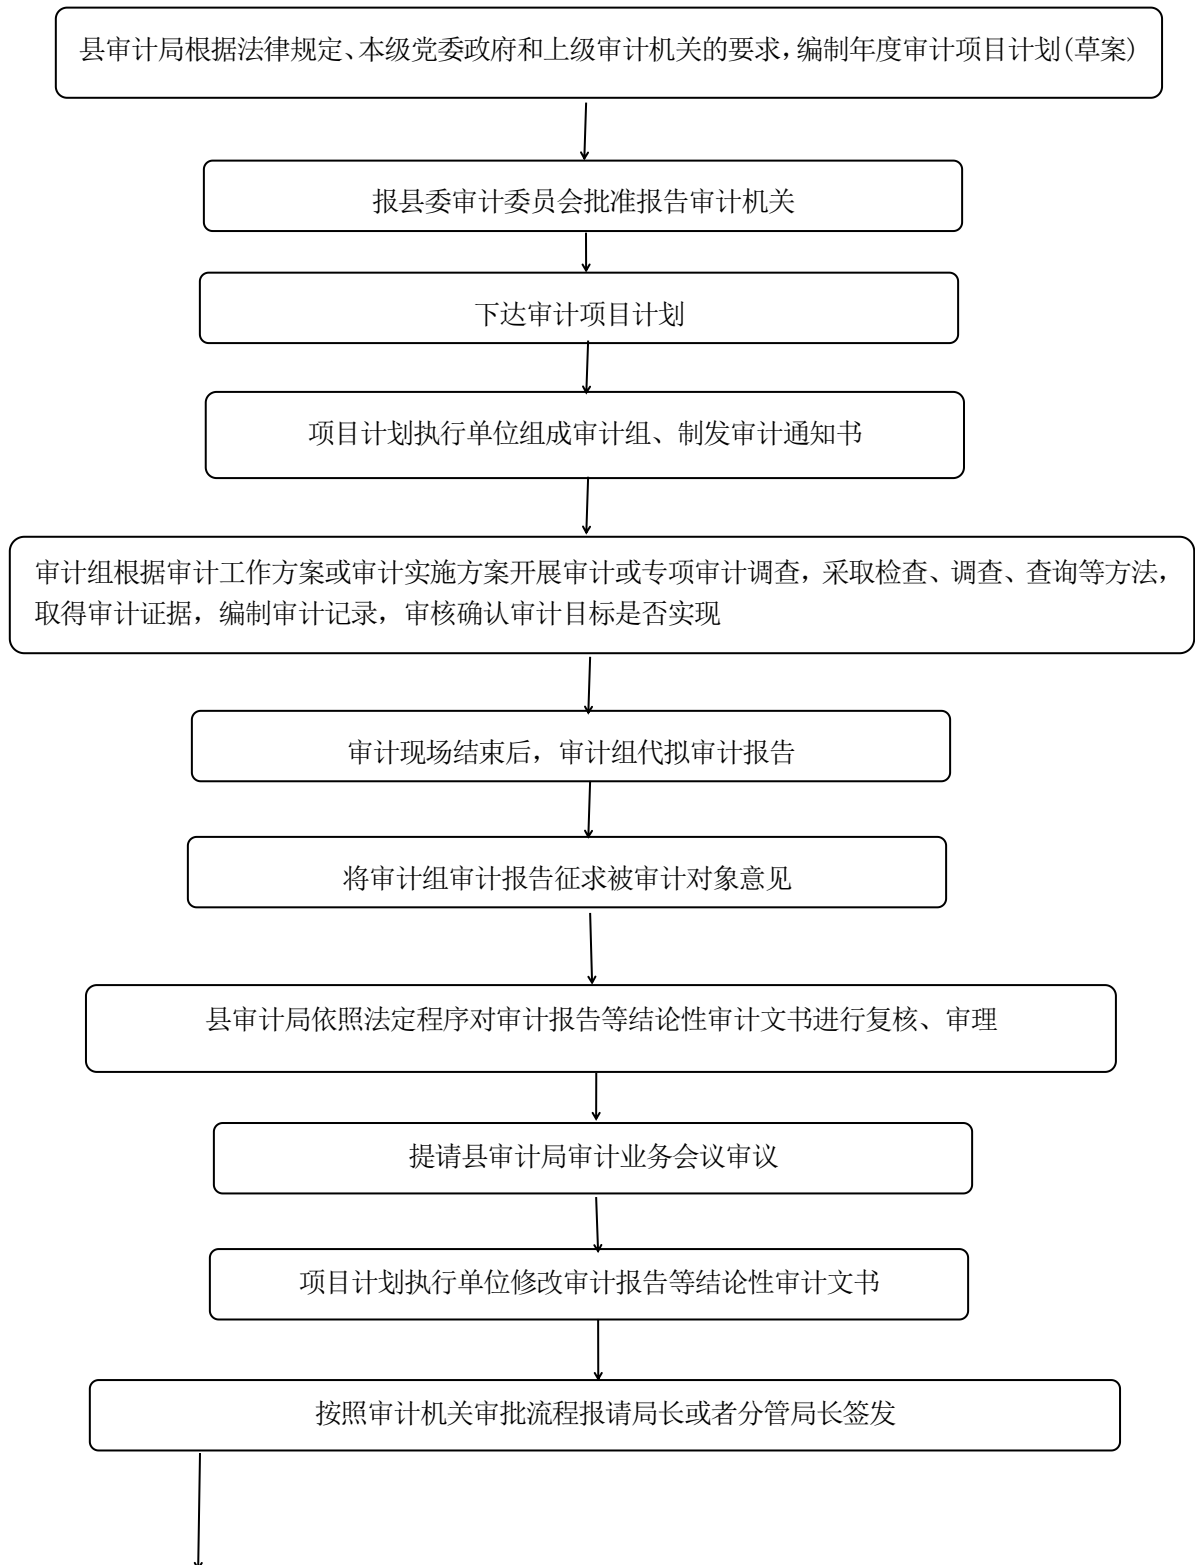 县审计局根据法律规定、本级党委政府和上级审计机关的要求,编制年度审计项目计划(草案)
报县委审计委员会批准报告审计机关
下达审计项目计划
项目计划执行单位组成审计组、制发审计通知书
审计组根据审计工作方案或审计实施方案开展审计或专项审计调查，采取检查、调查、查询等方法，
取得审计证据，编制审计记录，审核确认审计目标是否实现
审计现场结束后，审计组代拟审计报告
将审计组审计报告征求被审计对象意见
县审计局依照法定程序对审计报告等结论性审计文书进行复核、审理
提请县审计局审计业务会议审议
项目计划执行单位修改审计报告等结论性审计文书
按照审计机关审批流程报请局长或者分管局长签发